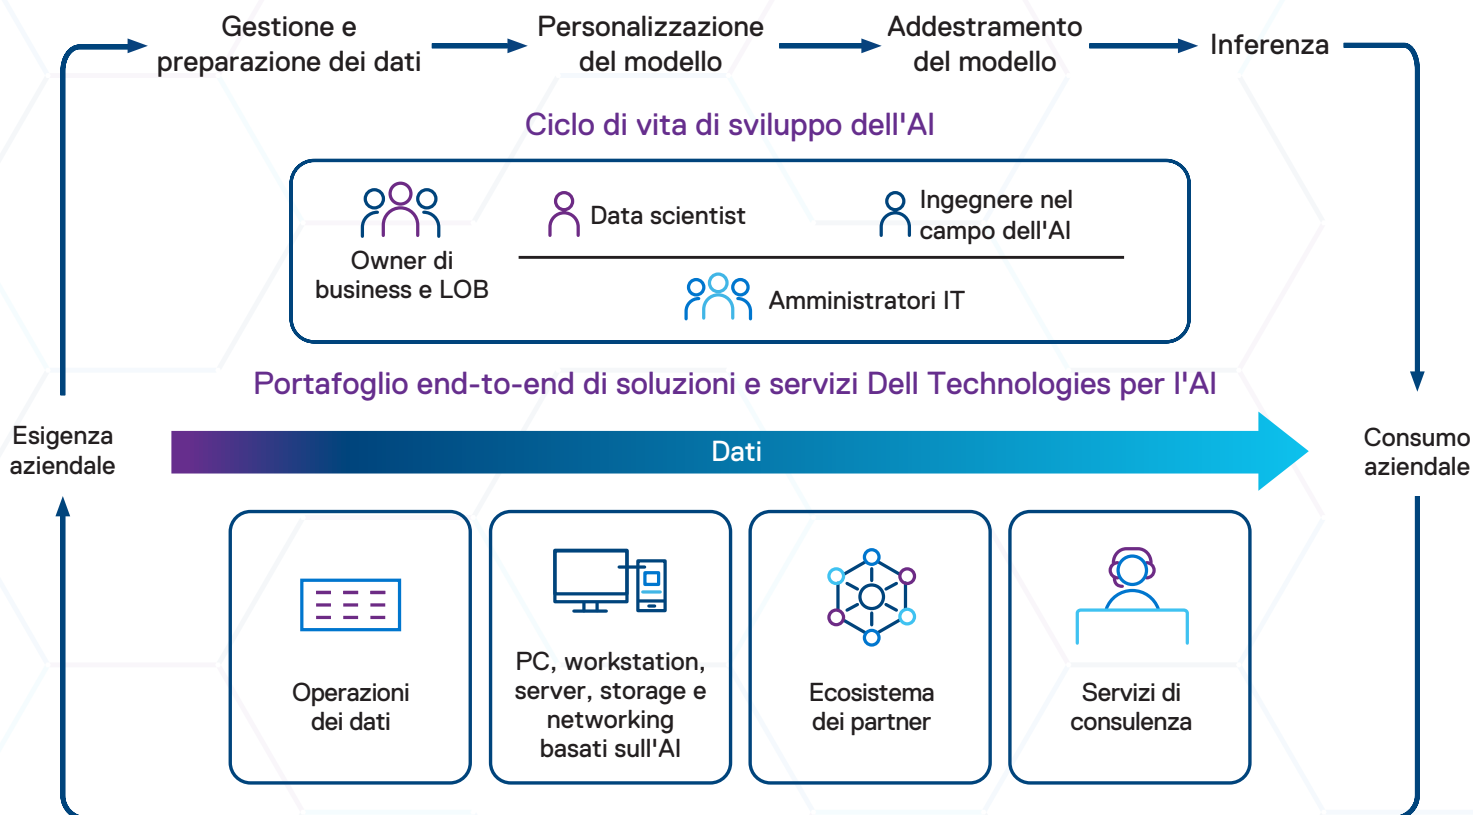 Gestione e
preparazione dei dati
Personalizzazione
del modello
Addestramento
del modello
Inferenza
Ciclo di vita di sviluppo dell'AI
Owner di
business e LOB
Data scientist
Ingegnere nel
campo dell'AI
Amministratori IT
Portafoglio end-to-end di soluzioni e servizi Dell Technologies per l'AI
Esigenza
aziendale
Dati
Consumo
aziendale
Operazioni
dei dati
PC, workstation,
server, storage e
networking
basati sull'AI
Ecosistema
dei partner
Servizi di
consulenza